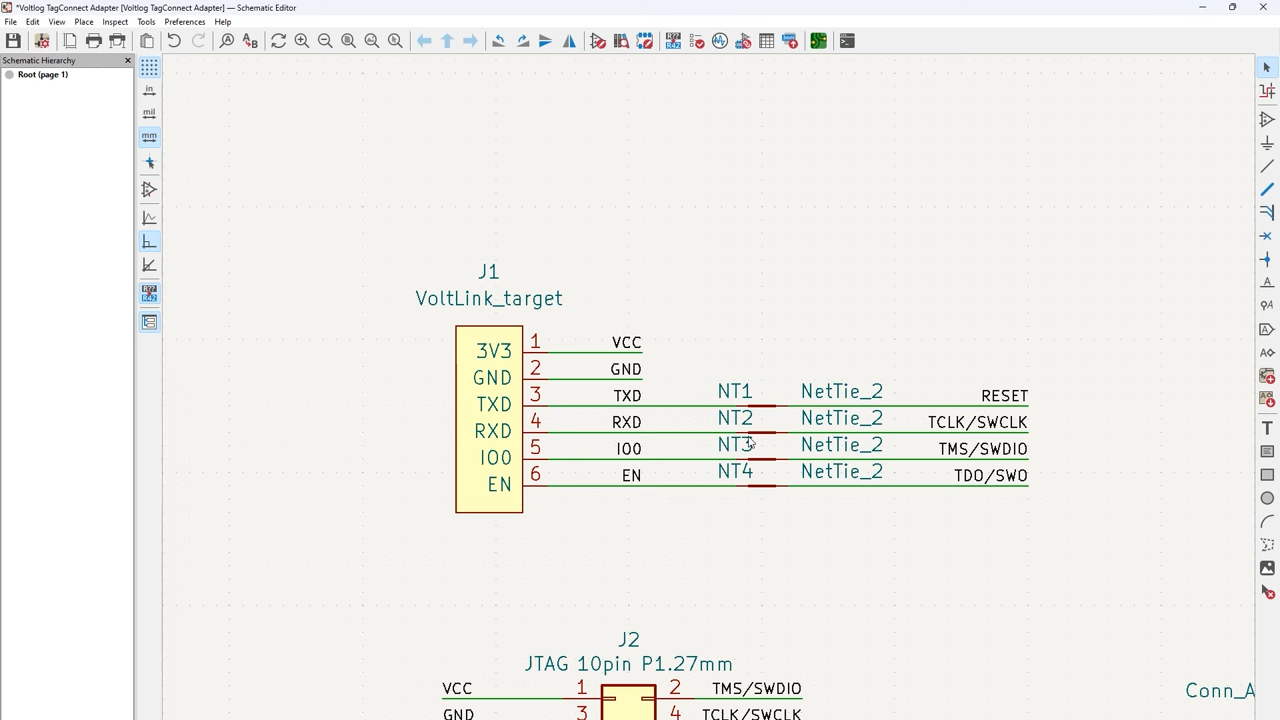 *Voltlog TagConnect Adapter [Voltlog TagConnect Adapter] — Schematic Editor
File Edit View Place Inspect Tools Preferences Help
Schematic Hierarchy
Root (page 1)
in
mil
mm
J1
VoltLink_target
3V3 1 VCC
GND 2 GND
TXD 3 TXD NT1 NetTie_2 RESET
RXD 4 RXD NT2 NetTie_2 TCLK/SWCLK
IO0 5 IO0 NT3 NetTie_2 TMS/SWDIO
EN 6 EN NT4 NetTie_2 TDO/SWO
J2
JTAG 10pin P1.27mm
VCC 1 2 TMS/SWDIO
GND 3 4 TCLK/SWCLK
Conn_A